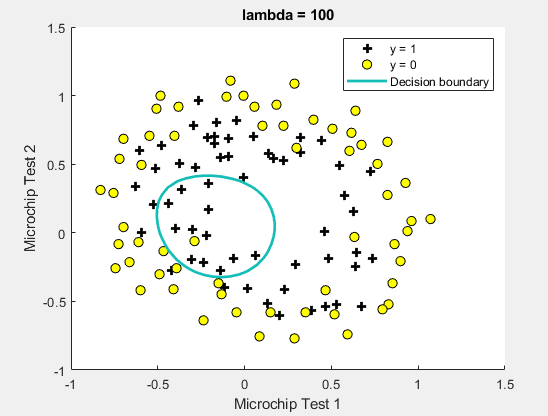 lambda = 100
y = 1
y = 0
Decision boundary
1.5
1
0.5
0
-0.5
-1
Microchip Test 2
-1
-0.5
0
0.5
1
1.5
Microchip Test 1